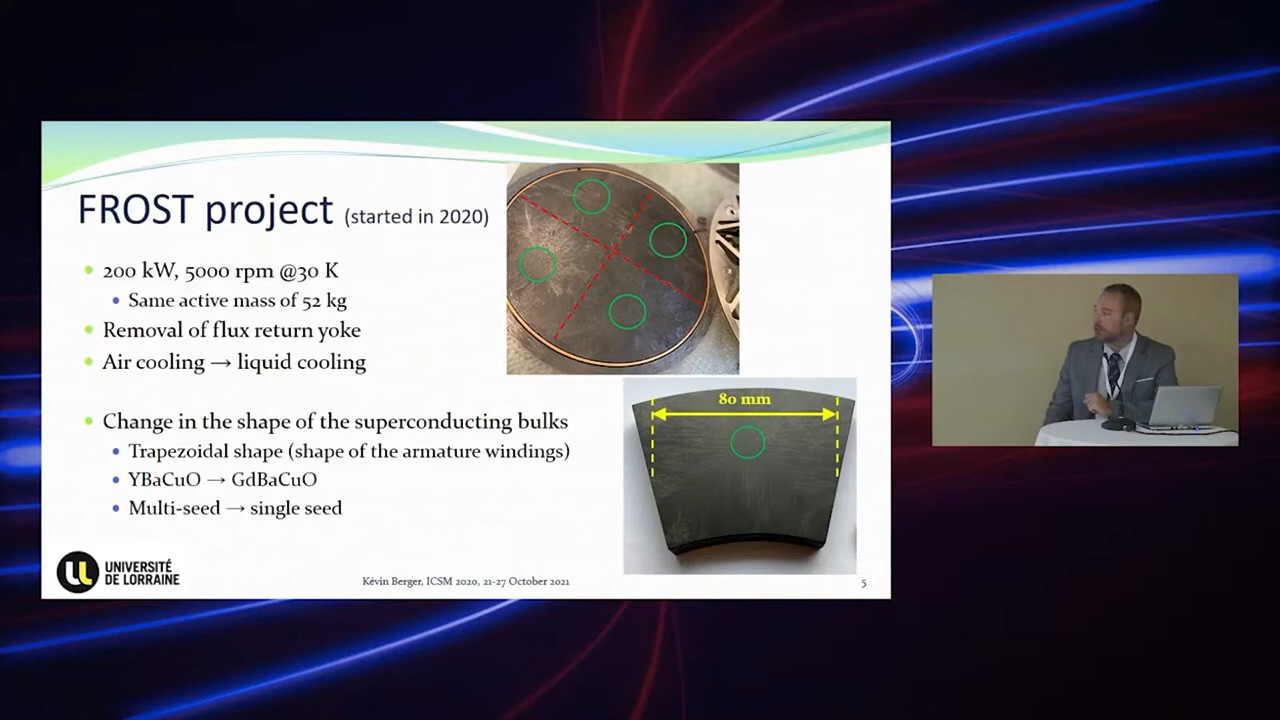 FROST project (started in 2020)
• 200 kW, 5000 rpm @30 K
• Same active mass of 52 kg
• Removal of flux return yoke
• Air cooling → liquid cooling
• Change in the shape of the superconducting bulks
• Trapezoidal shape (shape of the armature windings)
• YBaCuO → GdBaCuO
• Multi-seed → single seed
80 mm
UNIVERSITÉ
DE LORRAINE
Kévin Berger, ICSM 2020, 21-27 October 2021
5